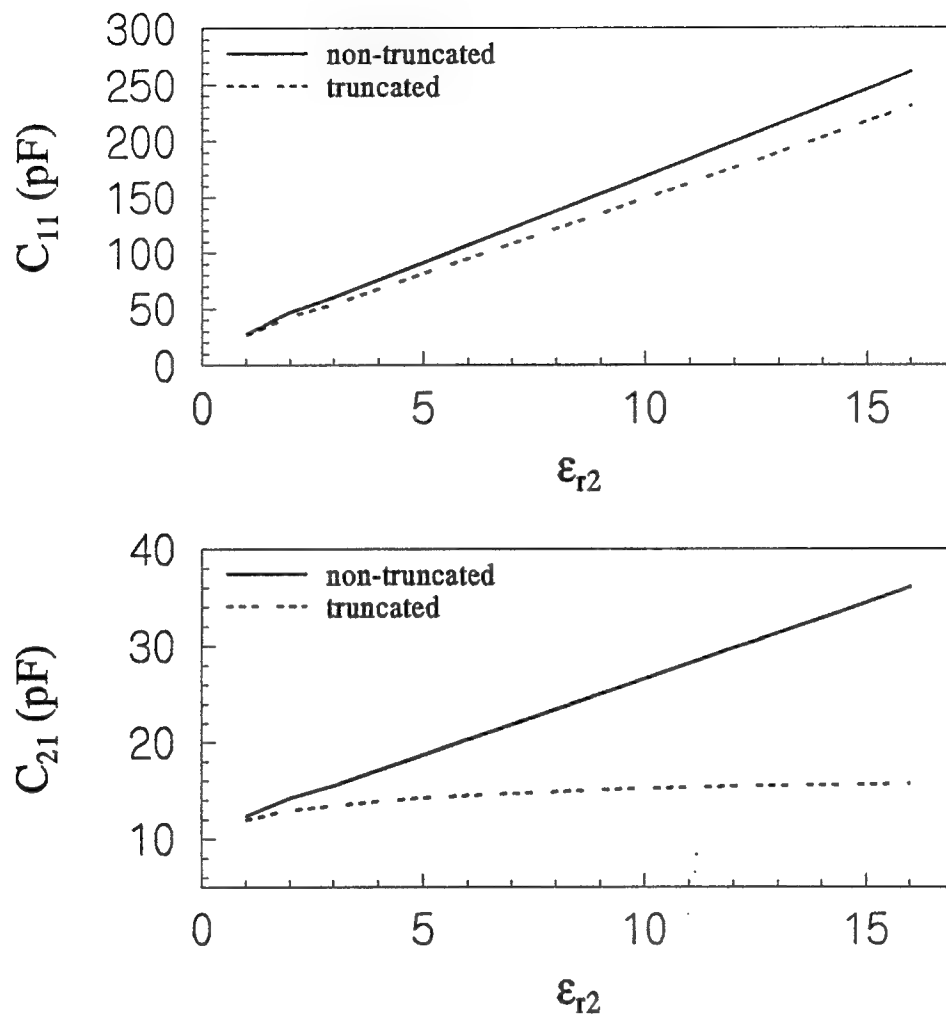 300
250
200
150
100
50
0
C₁₁ (pF)
non-truncated
truncated
0 5 10 15
εᵣ₂
40
30
20
10
C₂₁ (pF)
non-truncated
truncated
0 5 10 15
εᵣ₂